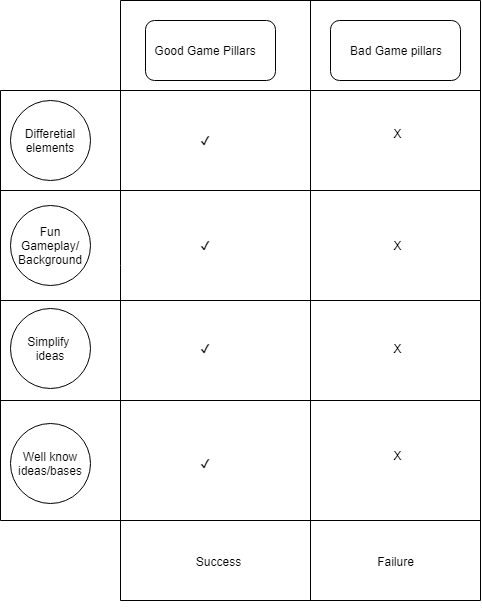 Good Game Pillars
Bad Game pillars
Differetial
elements
✓
X
Fun
Gameplay/
Background
✓
X
Simplify
ideas
✓
X
Well know
ideas/bases
✓
X
Success
Failure